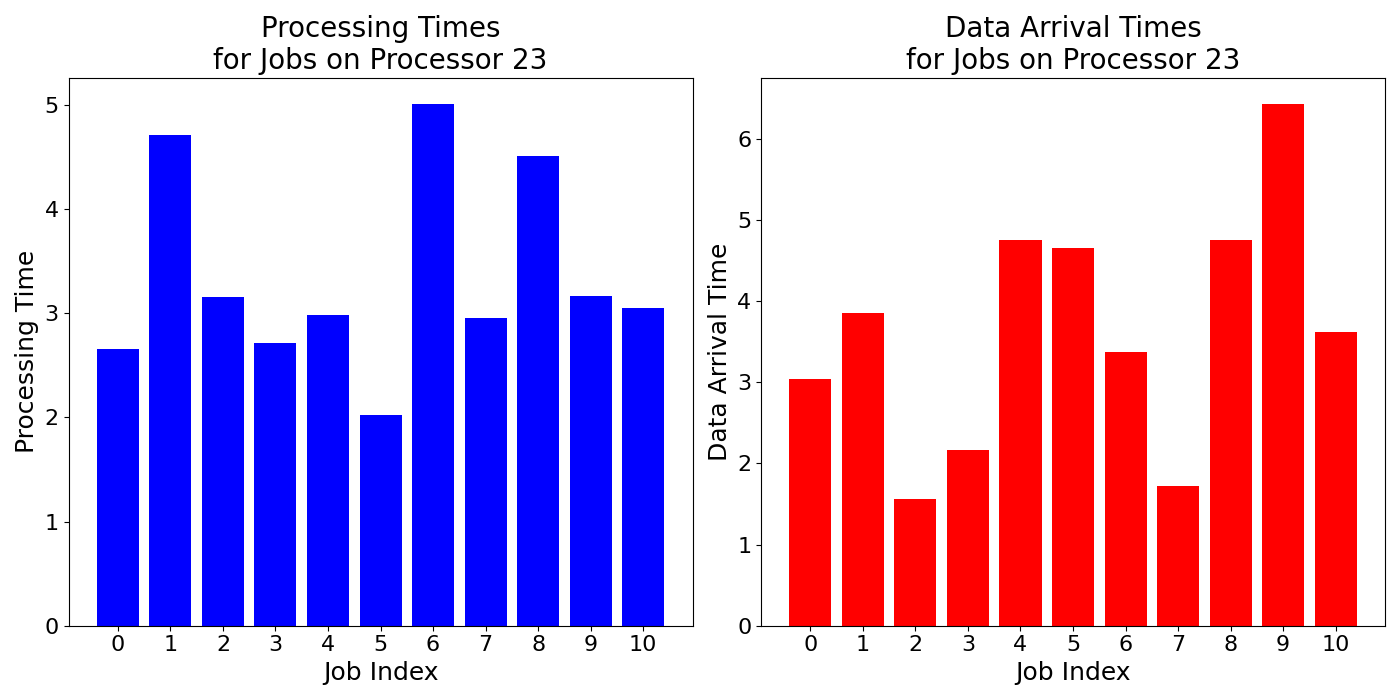 Processing Times
for Jobs on Processor 23
5
4
3
2
1
0
Processing Time
0 1 2 3 4 5 6 7 8 9 10
Job Index
Data Arrival Times
for Jobs on Processor 23
6
5
4
3
2
1
0
Data Arrival Time
0 1 2 3 4 5 6 7 8 9 10
Job Index